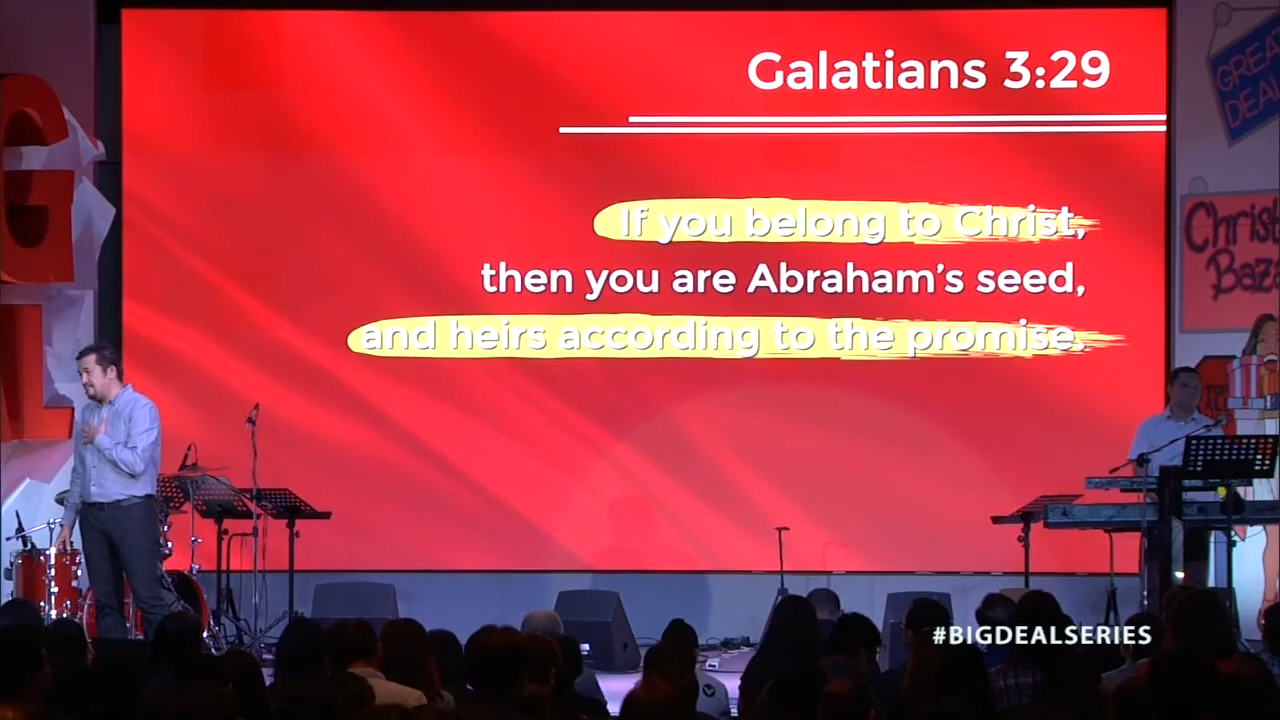 Galatians 3:29
If you belong to Christ,
then you are Abraham's seed,
and heirs according to the promise.
#BIGDEALSERIES